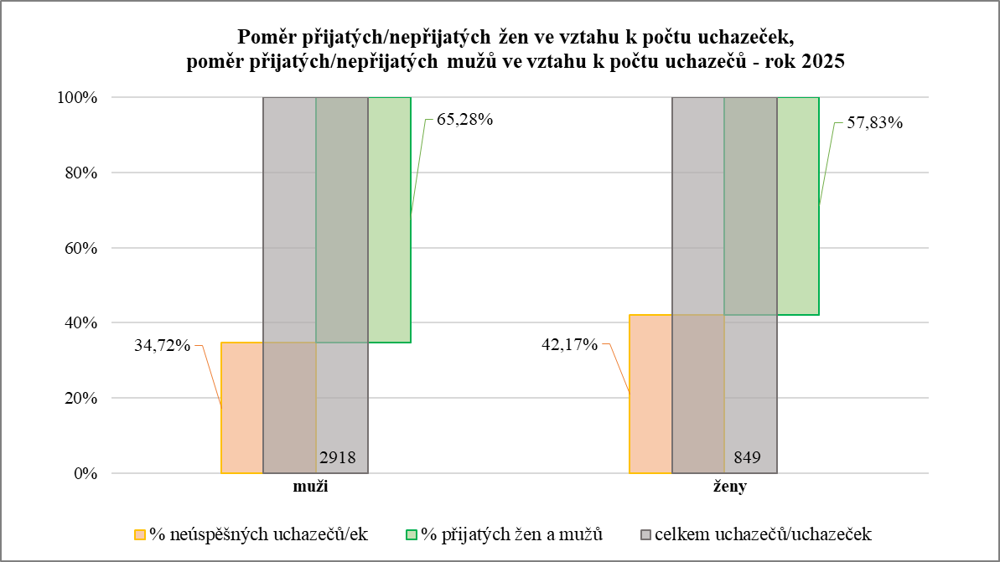 Poměr přijatých/nepřijatých žen ve vztahu k počtu uchazeček,
poměr přijatých/nepřijatých mužů ve vztahu k počtu uchazečů - rok 2025
100%
80%
60%
40%
20%
0%
65,28%
57,83%
34,72%
42,17%
2918
849
muži
ženy
% neúspěšných uchazečů/ek
% přijatých žen a mužů
celkem uchazečů/uchazeček